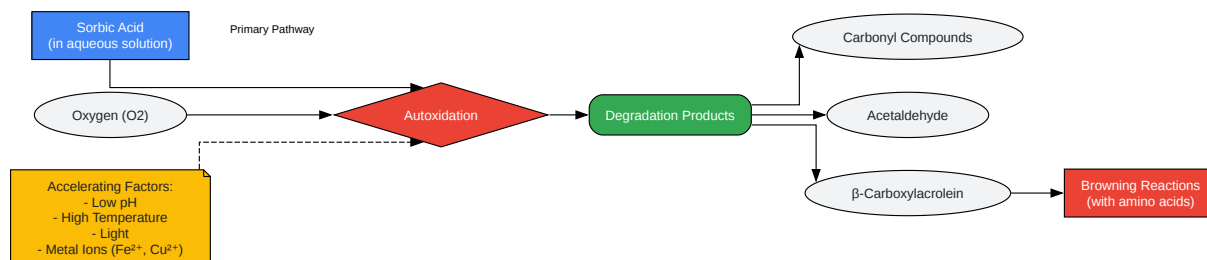 Sorbic Acid
(in aqueous solution)
Primary Pathway
Oxygen (O2)
Autoxidation
Degradation Products
Carbonyl Compounds
Acetaldehyde
β-Carboxylacrolein
Browning Reactions
(with amino acids)
Accelerating Factors:
- Low pH
- High Temperature
- Light
- Metal Ions (Fe²⁺, Cu²⁺)